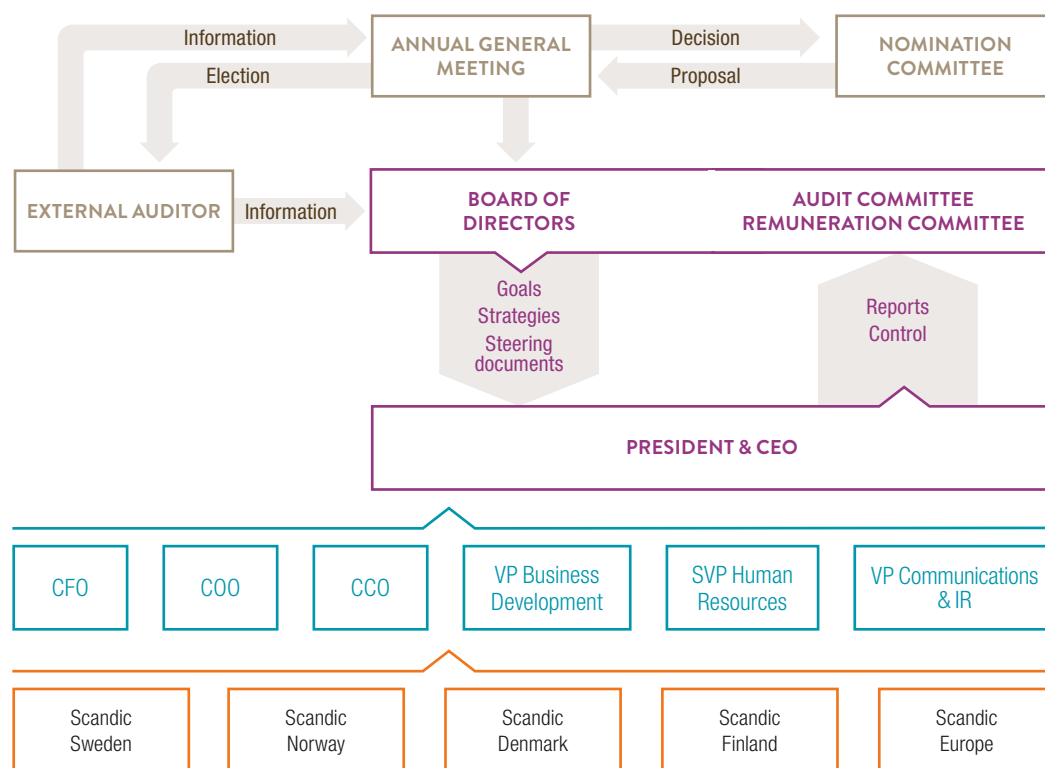 Information
ANNUAL GENERAL
MEETING
Decision
NOMINATION
COMMITTEE
Election
Proposal
EXTERNAL AUDITOR
Information
BOARD OF
DIRECTORS
AUDIT COMMITTEE
REMUNERATION COMMITTEE
Goals
Strategies
Steering
documents
Reports
Control
PRESIDENT & CEO
CFO
COO
CCO
VP Business
Development
SVP Human
Resources
VP Communications
& IR
Scandic
Sweden
Scandic
Norway
Scandic
Denmark
Scandic
Finland
Scandic
Europe